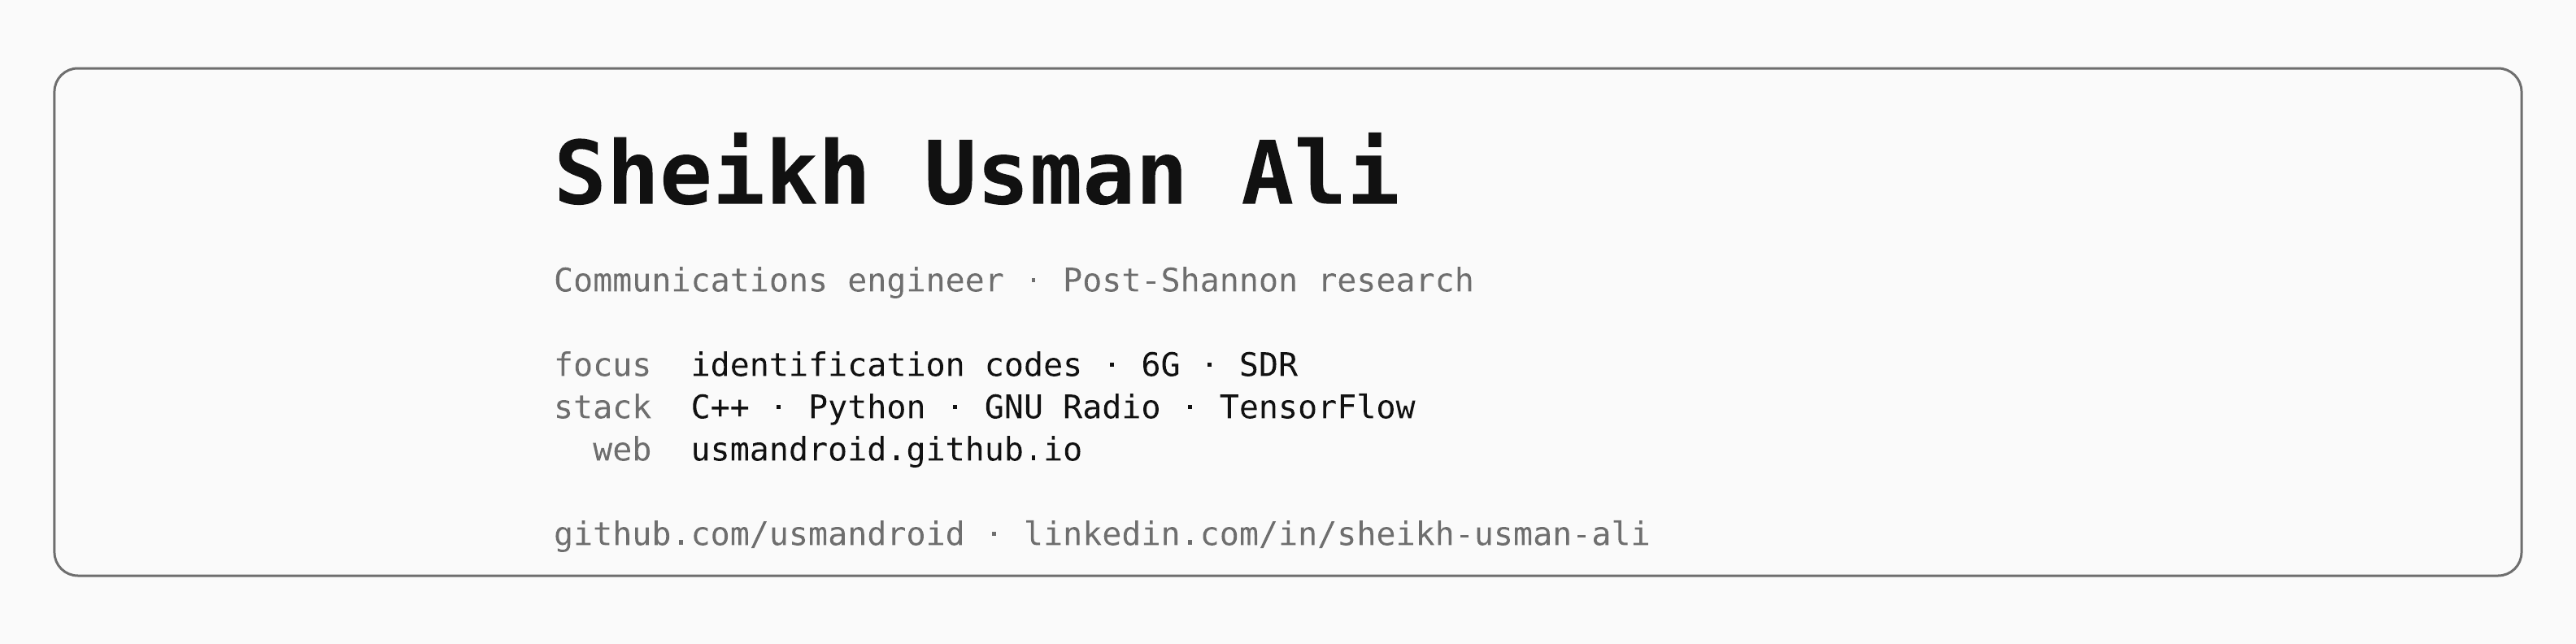 Sheikh Usman Ali
Communications engineer · Post-Shannon research
focus identification codes · 6G · SDR
stack C++ · Python · GNU Radio · TensorFlow
web usmandroid.github.io
github.com/usmandroid · linkedin.com/in/sheikh-usman-ali